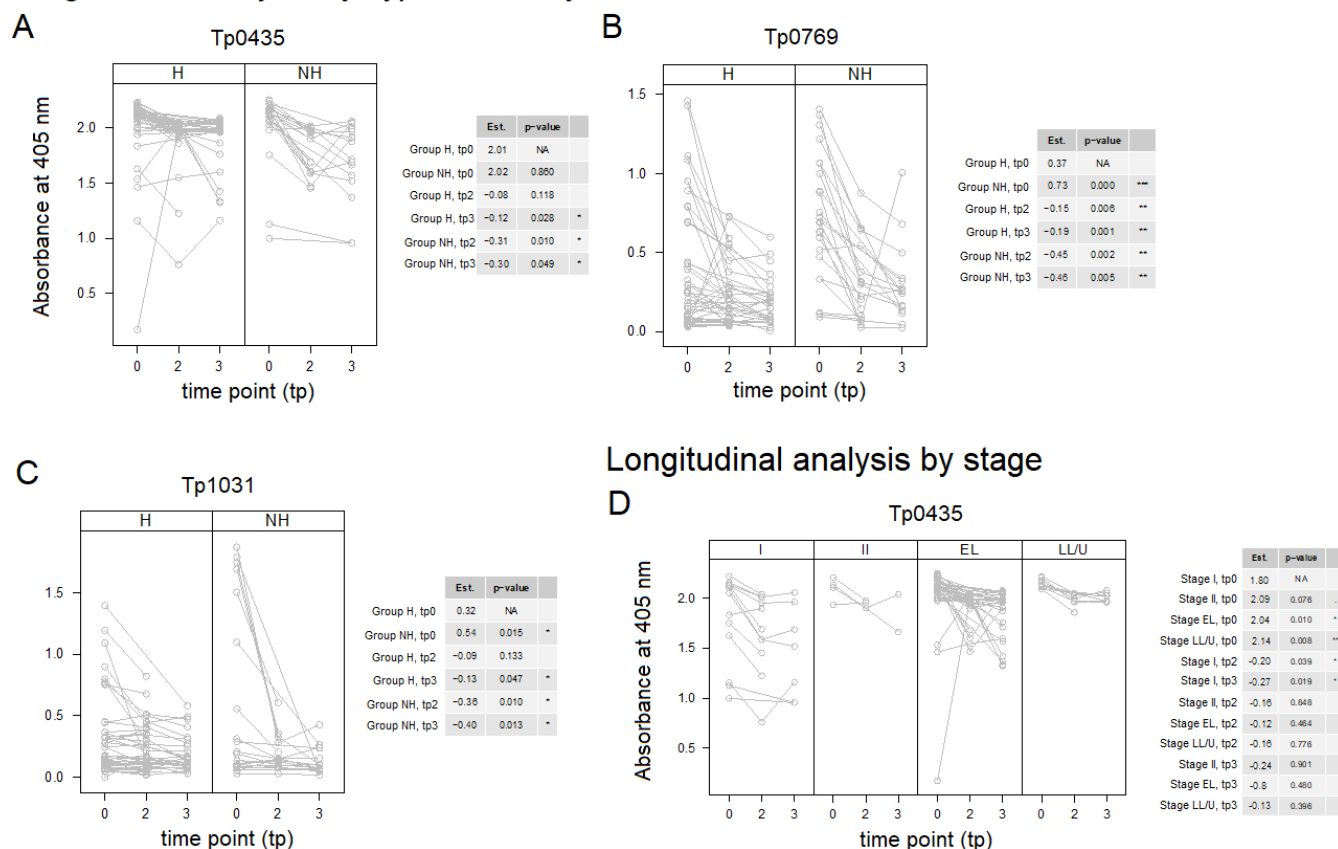 A
Tp0435
H NH
Absorbance at 405 nm
2.0
1.5
1.0
0.5
0 2 3 0 2 3
time point (tp)
Est. p-value
Group H, tp0 2.01 NA
Group NH, tp0 2.02 0.860
Group H, tp2 -0.08 0.118
Group H, tp3 -0.12 0.028 *
Group NH, tp2 -0.31 0.010 *
Group NH, tp3 -0.30 0.049 *
B
Tp0769
H NH
1.5
1.0
0.5
0.0
0 2 3 0 2 3
time point (tp)
Est. p-value
Group H, tp0 0.37 NA
Group NH, tp0 0.73 0.000 ***
Group H, tp2 -0.15 0.006 **
Group H, tp3 -0.19 0.001 **
Group NH, tp2 -0.45 0.002 **
Group NH, tp3 -0.46 0.005 **
C
Tp1031
H NH
1.5
1.0
0.5
0.0
0 2 3 0 2 3
time point (tp)
Est. p-value
Group H, tp0 0.32 NA
Group NH, tp0 0.54 0.015 *
Group H, tp2 -0.09 0.133
Group H, tp3 -0.13 0.047 *
Group NH, tp2 -0.36 0.010 *
Group NH, tp3 -0.40 0.013 *
Longitudinal analysis by stage
D
Tp0435
I II EL LL/U
Absorbance at 405 nm
2.0
1.5
1.0
0.5
0 2 3 0 2 3 0 2 3 0 2 3
time point (tp)
Est. p-value
Stage I, tp0 1.80 NA
Stage II, tp0 2.09 0.076 .
Stage EL, tp0 2.04 0.010 *
Stage LL/U, tp0 2.14 0.008 **
Stage I, tp2 -0.20 0.039 *
Stage I, tp3 -0.27 0.019 *
Stage II, tp2 -0.16 0.848
Stage EL, tp2 -0.12 0.464
Stage LL/U, tp2 -0.16 0.776
Stage II, tp3 -0.24 0.901
Stage EL, tp3 -0.8 0.480
Stage LL/U, tp3 -0.13 0.396